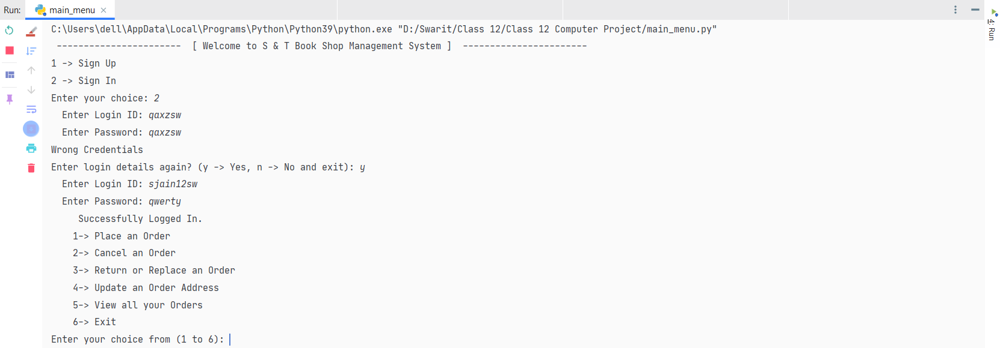 Run: main_menu ×
C:\Users\dell\AppData\Local\Programs\Python\Python39\python.exe "D:/Swarit/Class 12/Class 12 Computer Project/main_menu.py"
----------------------- [ Welcome to S & T Book Shop Management System ] -----------------------
1 -> Sign Up
2 -> Sign In
Enter your choice: 2
Enter Login ID: qaxzsw
Enter Password: qaxzsw
Wrong Credentials
Enter login details again? (y -> Yes, n -> No and exit): y
Enter Login ID: sjain12sw
Enter Password: qwerty
Successfully Logged In.
1-> Place an Order
2-> Cancel an Order
3-> Return or Replace an Order
4-> Update an Order Address
5-> View all your Orders
6-> Exit
Enter your choice from (1 to 6):
4: Run